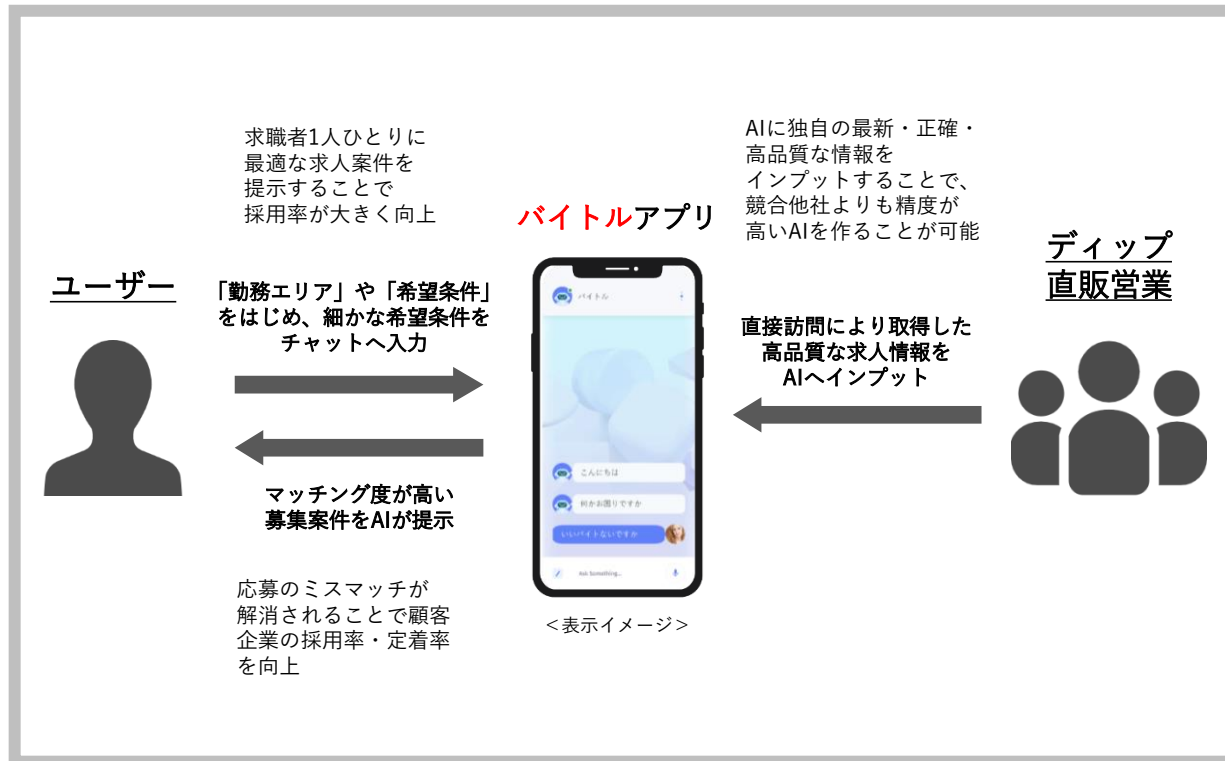 求職者1人ひとりに
最適な求人案件を
提示することで
採用率が大きく向上
AIに独自の最新・正確・
高品質な情報を
インプットすることで、
競合他社よりも精度が
高いAIを作ることが可能
バイトルアプリ
ユーザー
ディップ
直販営業
「勤務エリア」や「希望条件」
をはじめ、細かな希望条件を
チャットへ入力
直接訪問により取得した
高品質な求人情報を
AIへインプット
マッチング度が高い
募集案件をAIが提示
応募のミスマッチが
解消されることで顧客
企業の採用率・定着率
を向上
バイトル
こんにちは
何かお困りですか
いいバイトないですか
Ask Something...
＜表示イメージ＞